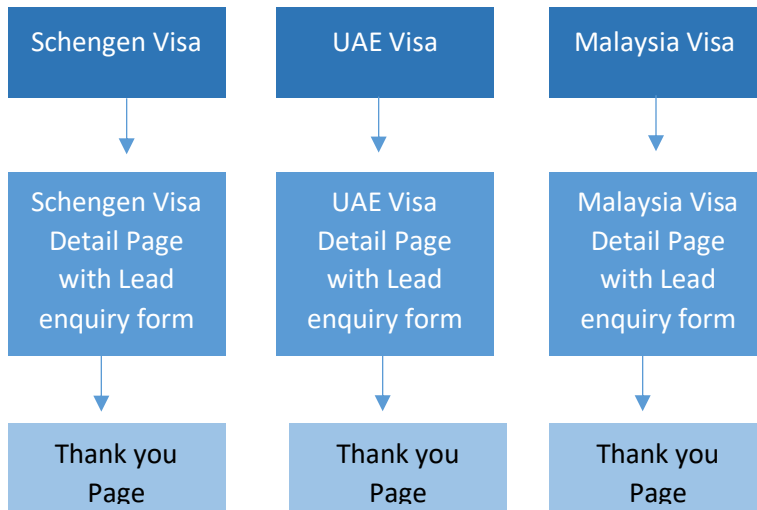 Schengen Visa
UAE Visa
Malaysia Visa
Schengen Visa
Detail Page
with Lead
enquiry form
UAE Visa
Detail Page
with Lead
enquiry form
Malaysia Visa
Detail Page
with Lead
enquiry form
Thank you
Page
Thank you
Page
Thank you
Page